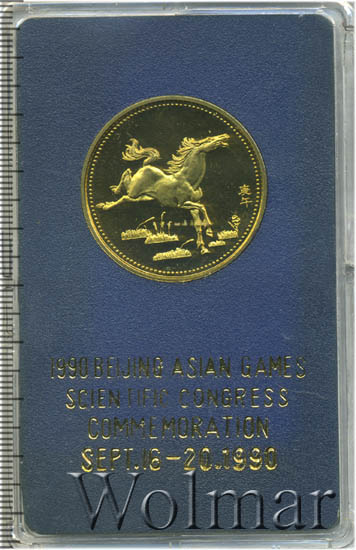 庚午
1990 BEIJING ASIAN GAMES
SCIENTIFIC CONGRESS
COMMEMORATION
SEPT.16-20.1990
Wolmar